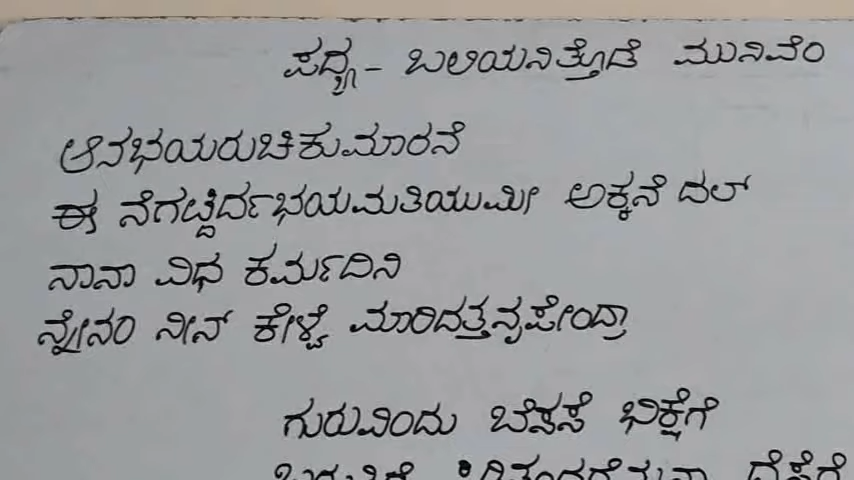 ಪದ್ಯ - ಬಲಿಯನಿತ್ತೊಡೆ ಮುನಿವೆಂ
ಆನಭಯರುಚಿಕುಮಾರನೆ
ಈ ನೆಗಟ್ದಿರ್ದಭಯಮತಿಯುಮೀ ಅಕ್ಕನೆ ದಲ್
ನಾನಾ ವಿಧ ಕರ್ಮದಿನಿ
ನ್ನೇನಂ ನೀನ್ ಕೇಳ್ವೆ ಮಾರಿದತ್ತನೃಪೇಂದ್ರಾ
ಗುರುವಿಂದು ಬೆಸಸೆ ಭಿಕ್ಷೆಗೆ